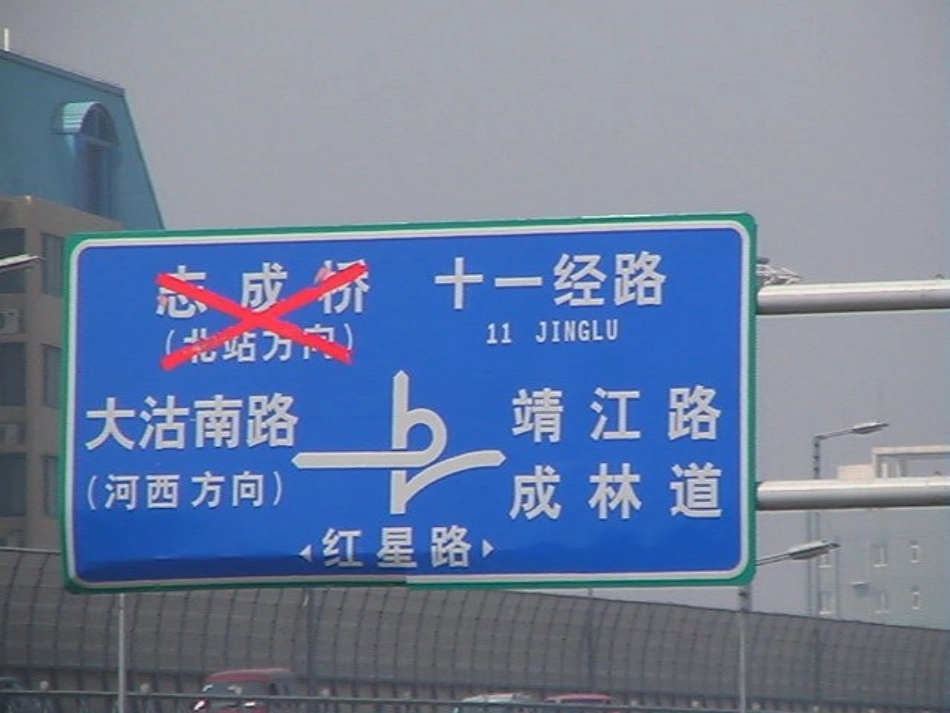 志成桥
(北站方向)
十一经路
11 JINGLU
大沽南路
(河西方向)
靖江路
成林道
红星路